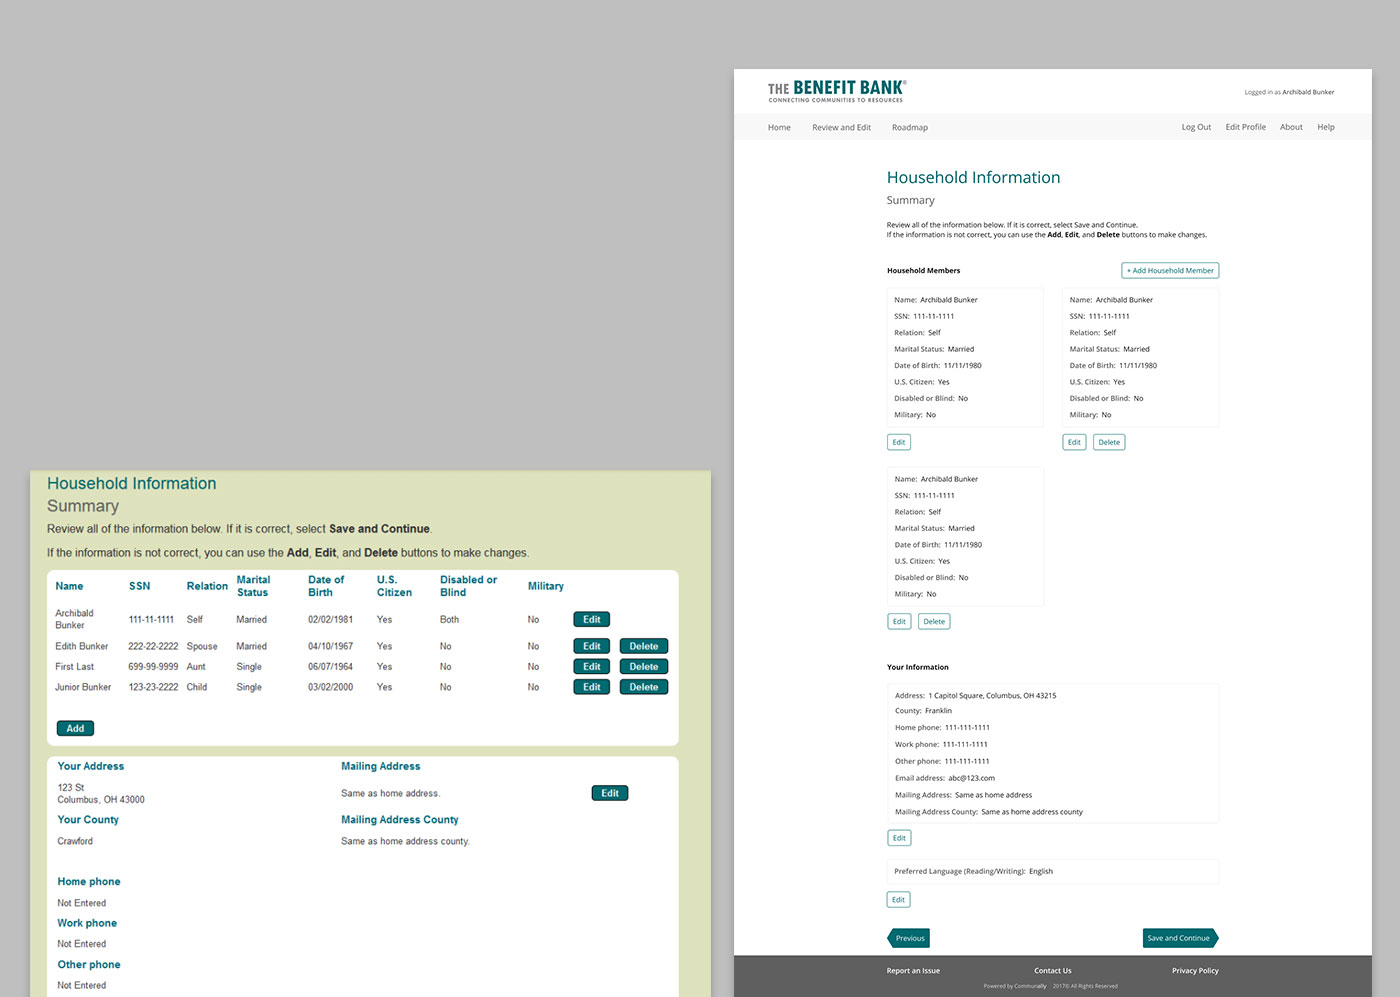 Household Information
Summary
Review all of the information below. If it is correct, select Save and Continue.
If the information is not correct, you can use the Add, Edit, and Delete buttons to make changes.
Name SSN Relation Marital Status Date of Birth U.S. Citizen Disabled or Blind Military
Archibald Bunker 111-11-1111 Self Married 02/02/1981 Yes Both No Edit
Edith Bunker 222-22-2222 Spouse Married 04/10/1967 Yes No No Edit Delete
First Last 699-99-9999 Aunt Single 06/07/1964 Yes No No Edit Delete
Junior Bunker 123-23-2222 Child Single 03/02/2000 Yes No No Edit Delete
Add
Your Address Mailing Address
123 St
Columbus, OH 43000
Same as home address. Edit
Your County Mailing Address County
Crawford Same as home address county.
Home phone
Not Entered
Work phone
Not Entered
Other phone
Not Entered
THE BENEFIT BANK®
CONNECTING COMMUNITIES TO RESOURCES
Logged in as Archibald Bunker
Home Review and Edit Roadmap Log Out Edit Profile About Help
Household Information
Summary
Review all of the information below. If it is correct, select Save and Continue.
If the information is not correct, you can use the Add, Edit, and Delete buttons to make changes.
Household Members + Add Household Member
Name: Archibald Bunker
SSN: 111-11-1111
Relation: Self
Marital Status: Married
Date of Birth: 11/11/1980
U.S. Citizen: Yes
Disabled or Blind: No
Military: No
Edit
Name: Archibald Bunker
SSN: 111-11-1111
Relation: Self
Marital Status: Married
Date of Birth: 11/11/1980
U.S. Citizen: Yes
Disabled or Blind: No
Military: No
Edit Delete
Name: Archibald Bunker
SSN: 111-11-1111
Relation: Self
Marital Status: Married
Date of Birth: 11/11/1980
U.S. Citizen: Yes
Disabled or Blind: No
Military: No
Edit Delete
Your Information
Address: 1 Capitol Square, Columbus, OH 43215
County: Franklin
Home phone: 111-111-1111
Work phone: 111-111-1111
Other phone: 111-111-1111
Email address: abc@123.com
Mailing Address: Same as home address
Mailing Address County: Same as home address county
Edit
Preferred Language (Reading/Writing): English
Edit
Previous Save and Continue
Report an Issue Contact Us Privacy Policy
Powered by Communally 2017© All Rights Reserved